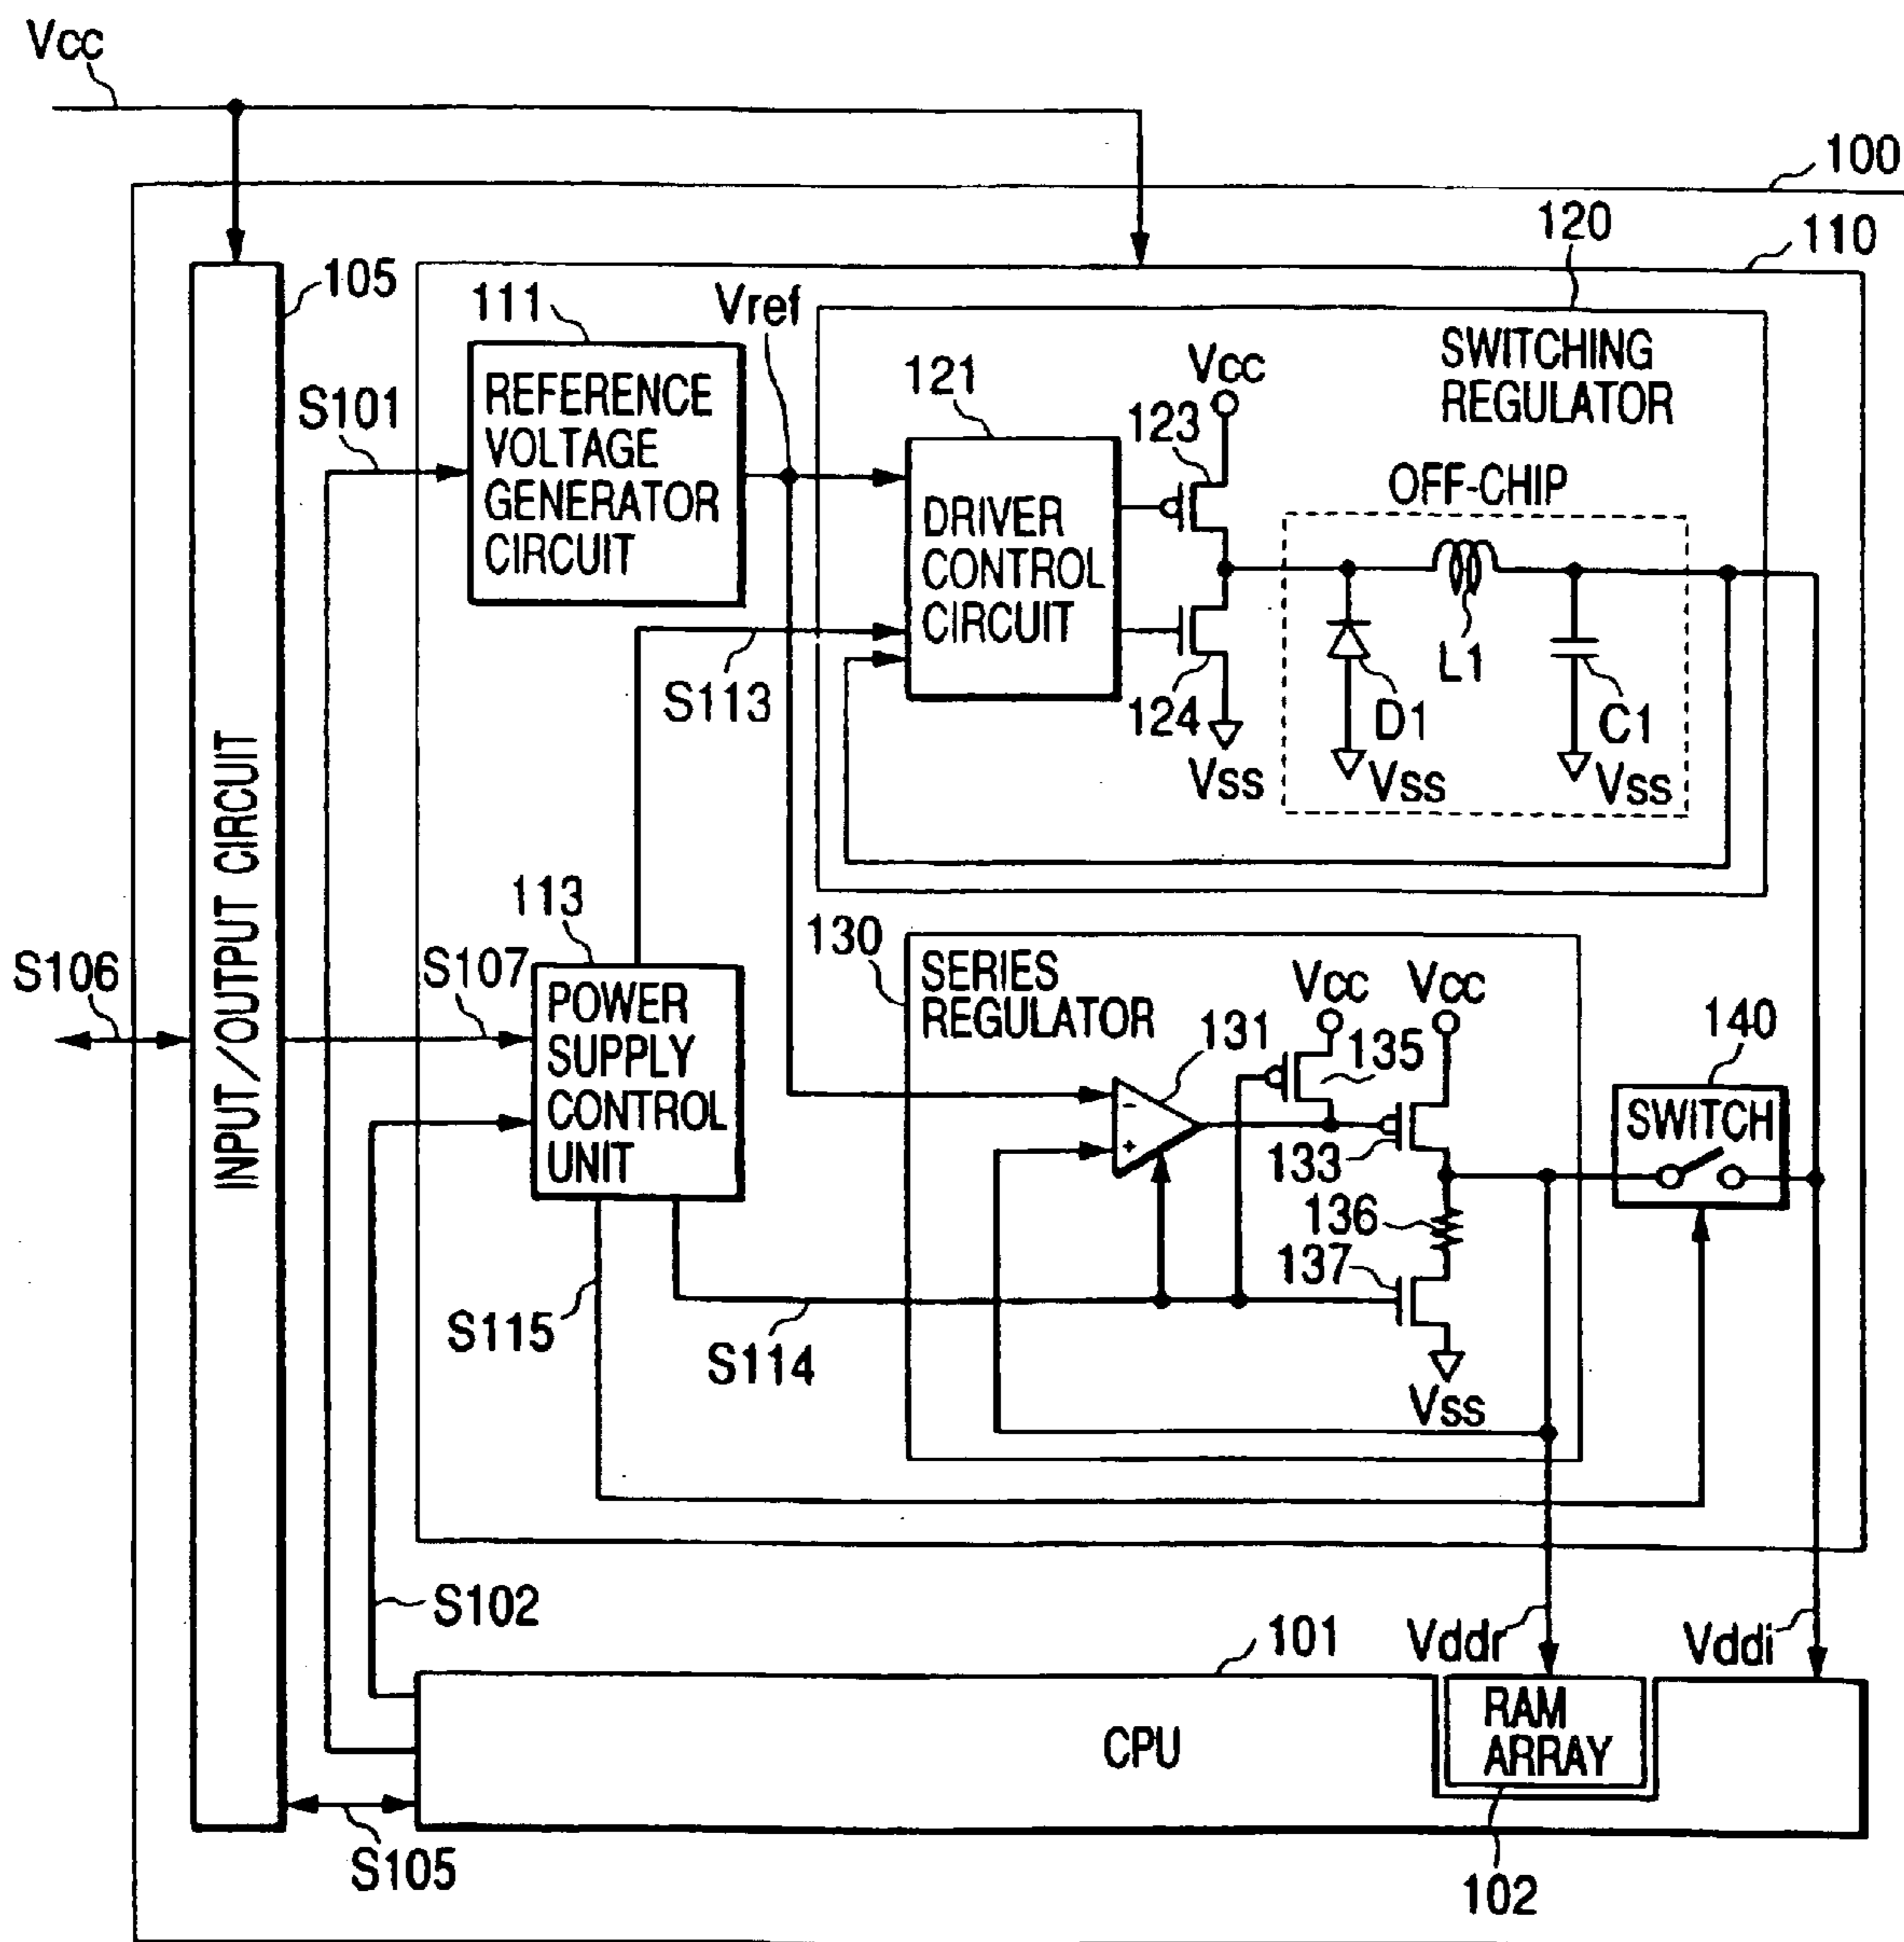 Vcc
100
120
110
105
111
Vref
SWITCHING
REGULATOR
121
Vcc
123
S101
REFERENCE
VOLTAGE
GENERATOR
CIRCUIT
OFF-CHIP
DRIVER
CONTROL
CIRCUIT
L1
S113
124
D1
C1
Vss
Vss
Vss
INPUT/OUTPUT CIRCUIT
113
130
S106
S107
SERIES
REGULATOR
Vcc
Vcc
POWER
SUPPLY
CONTROL
UNIT
131
135
140
SWITCH
-
+
133
136
137
S115
S114
Vss
S102
101
Vddr
Vddi
CPU
RAM
ARRAY
S105
102